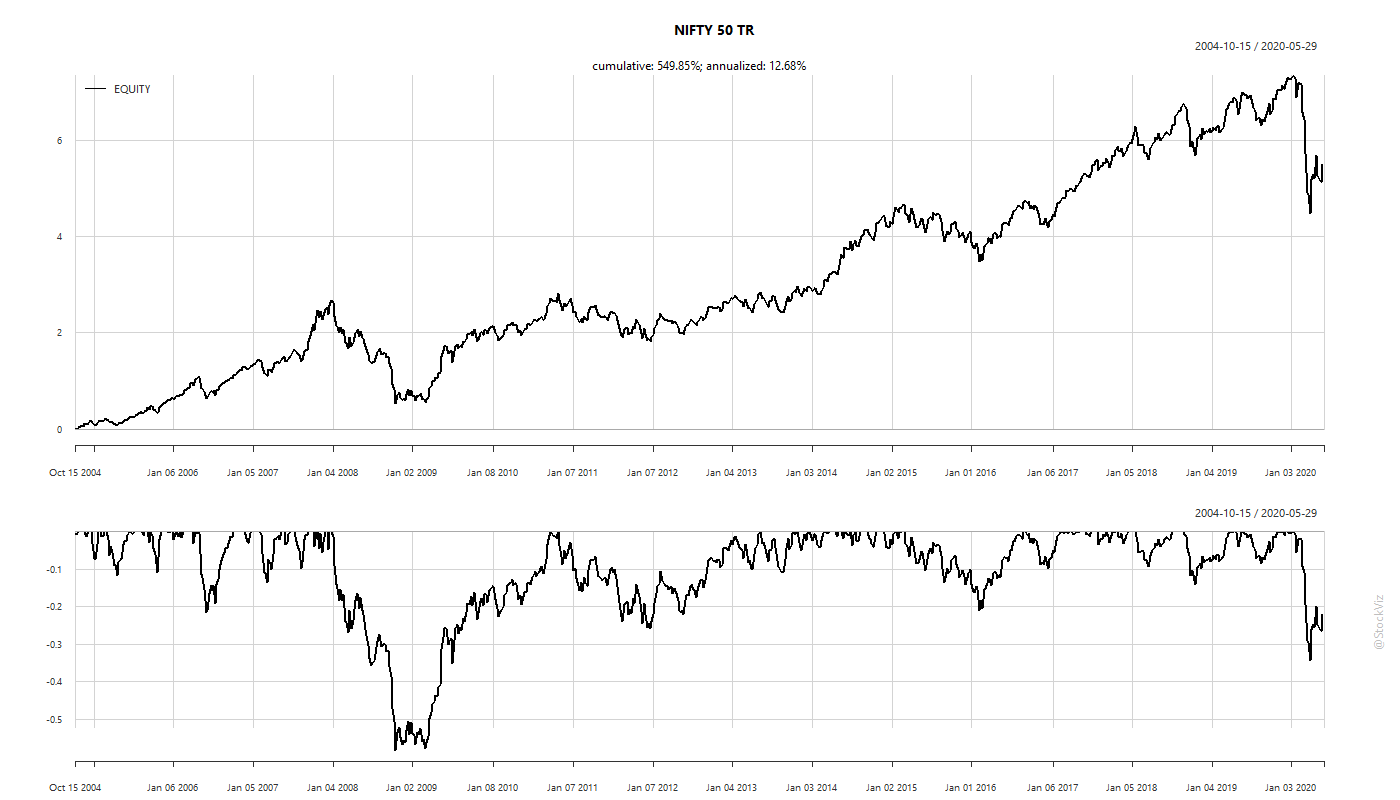 NIFTY 50 TR
2004-10-15 / 2020-05-29
cumulative: 549.85%; annualized: 12.68%
EQUITY
6
4
2
0
Oct 15 2004 Jan 06 2006 Jan 05 2007 Jan 04 2008 Jan 02 2009 Jan 08 2010 Jan 07 2011 Jan 07 2012 Jan 04 2013 Jan 03 2014 Jan 02 2015 Jan 01 2016 Jan 06 2017 Jan 05 2018 Jan 04 2019 Jan 03 2020
2004-10-15 / 2020-05-29
-0.1
-0.2
-0.3
-0.4
-0.5
Oct 15 2004 Jan 06 2006 Jan 05 2007 Jan 04 2008 Jan 02 2009 Jan 08 2010 Jan 07 2011 Jan 07 2012 Jan 04 2013 Jan 03 2014 Jan 02 2015 Jan 01 2016 Jan 06 2017 Jan 05 2018 Jan 04 2019 Jan 03 2020
@StockViz